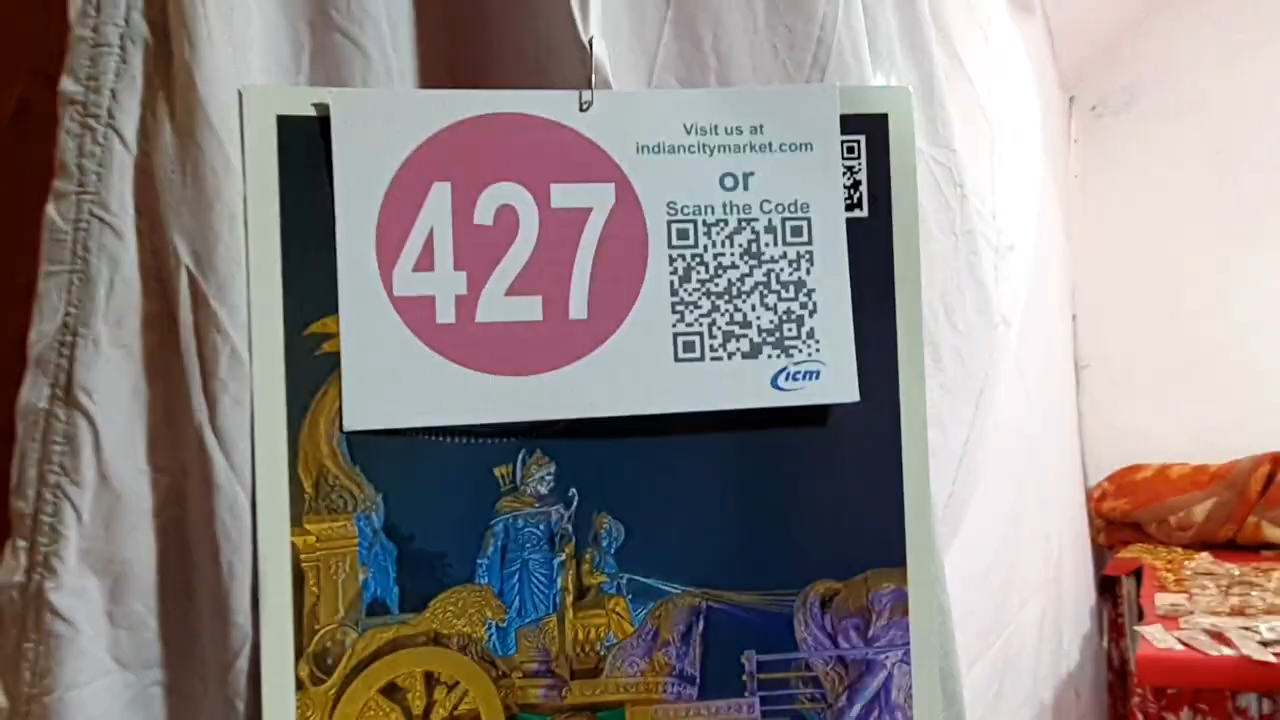 427
Visit us at
indiancitymarket.com
or
Scan the Code
icm